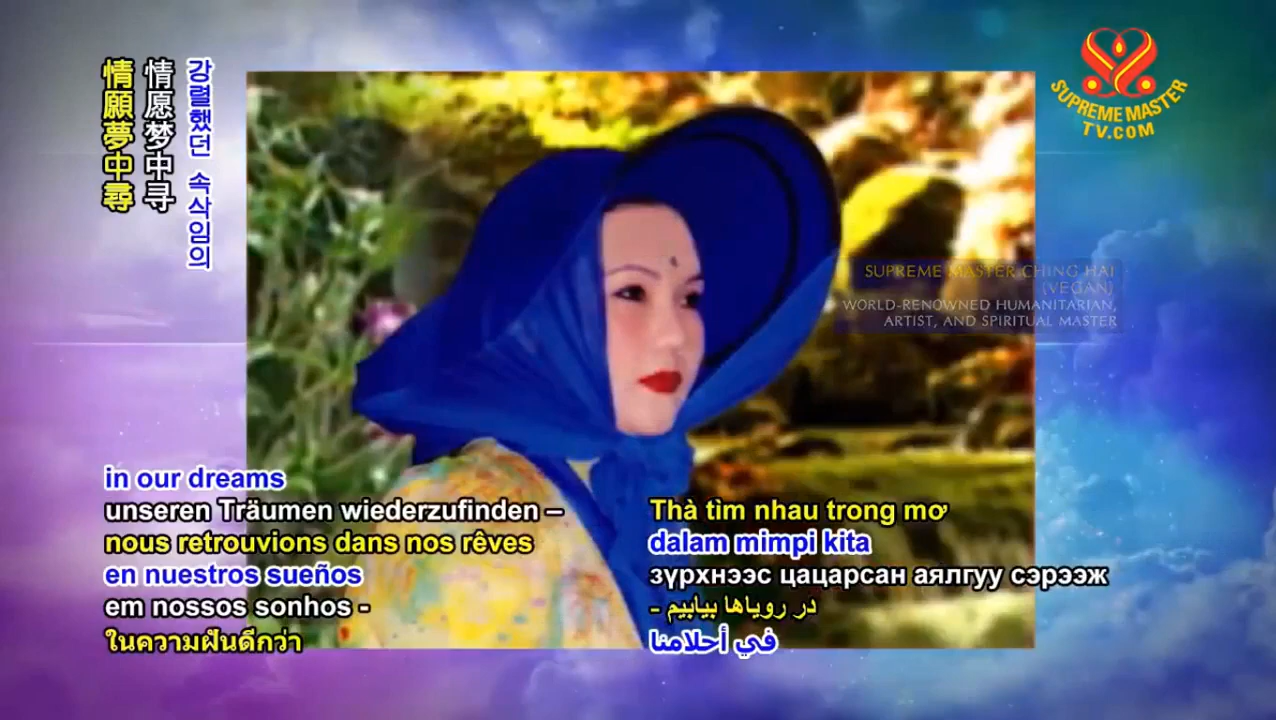 情願夢中尋
情愿梦中寻
강렬했던 속삭임의
SUPREME MASTER
TV.COM
SUPREME MASTER CHING HAI
(VEGAN)
WORLD-RENOWNED HUMANITARIAN,
ARTIST, AND SPIRITUAL MASTER
in our dreams
unseren Träumen wiederzufinden –
nous retrouvions dans nos rêves
en nuestros sueños
em nossos sonhos -
ในความฝันดีกว่า
Thà tìm nhau trong mơ
dalam mimpi kita
зүрхнээс цацарсан аялгуу сэрээж
در رویاها بیابیم -
في أحلامنا